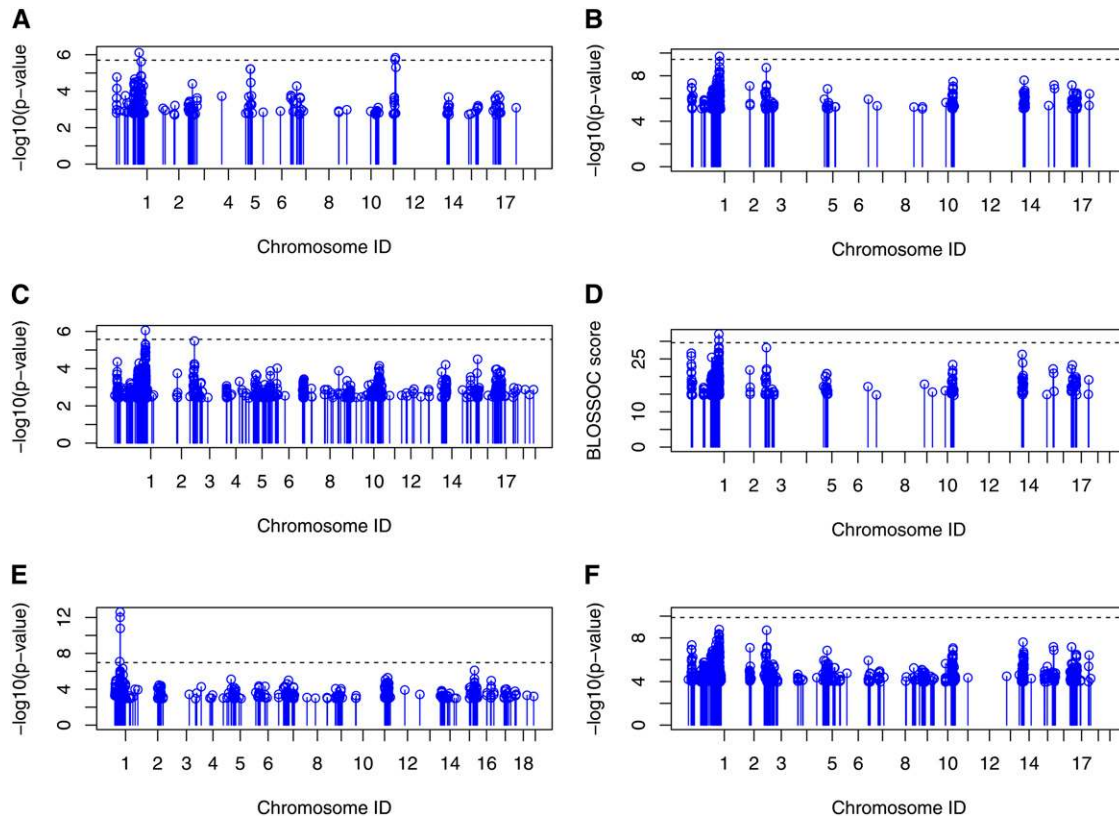 A
−log10(p−value)
0 2 4 6
1 2 4 5 6 8 10 12 14 17
Chromosome ID
B
−log10(p−value)
0 4 8
1 2 3 5 6 8 10 12 14 17
Chromosome ID
C
−log10(p−value)
0 2 4 6
1 2 3 4 5 6 8 10 12 14 17
Chromosome ID
D
BLOSSOC score
0 10 15 25
1 2 3 5 6 8 10 12 14 17
Chromosome ID
E
−log10(p−value)
0 4 8 12
1 2 3 4 5 6 8 10 12 14 16 18
Chromosome ID
F
−log10(p−value)
0 4 8
1 2 3 5 6 8 10 12 14 17
Chromosome ID